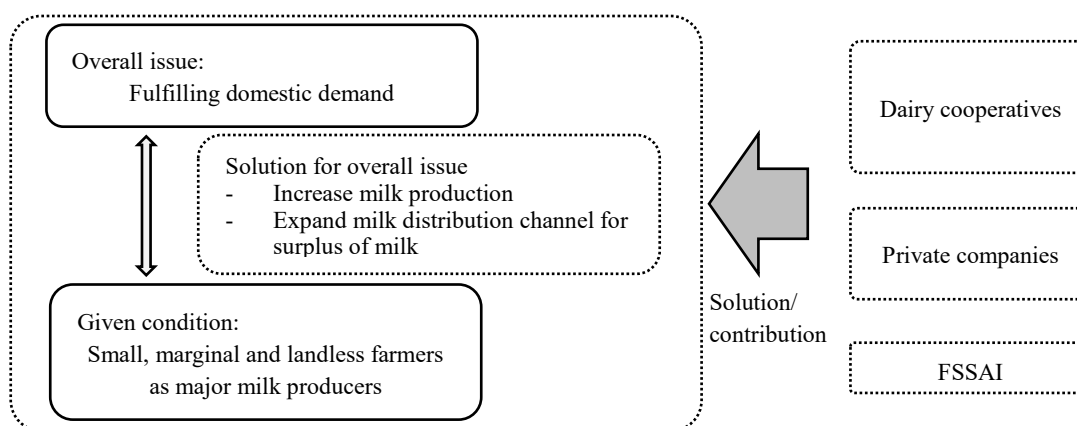 Overall issue:
Fulfilling domestic demand
Solution for overall issue
- Increase milk production
- Expand milk distribution channel for
surplus of milk
Given condition:
Small, marginal and landless farmers
as major milk producers
Solution/
contribution
Dairy cooperatives
Private companies
FSSAI